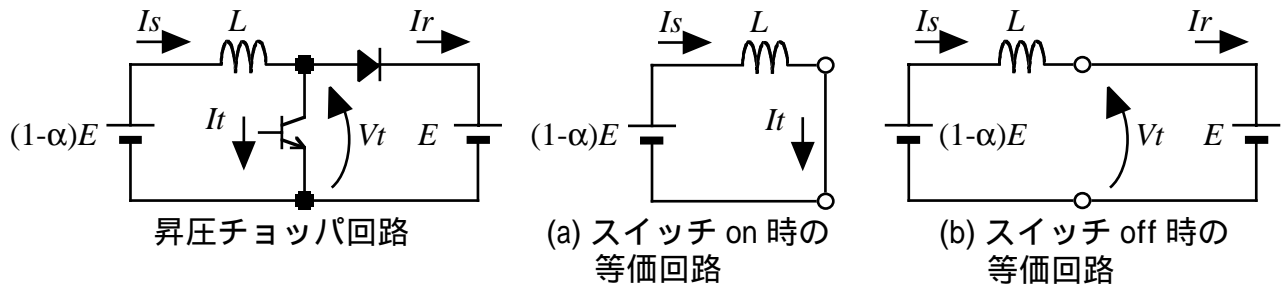 Is L Ir
(1-α)E It Vt E
昇圧チョッパ回路
Is L
(1-α)E It
(a) スイッチ on 時の
等価回路
Is L Ir
(1-α)E Vt E
(b) スイッチ off 時の
等価回路